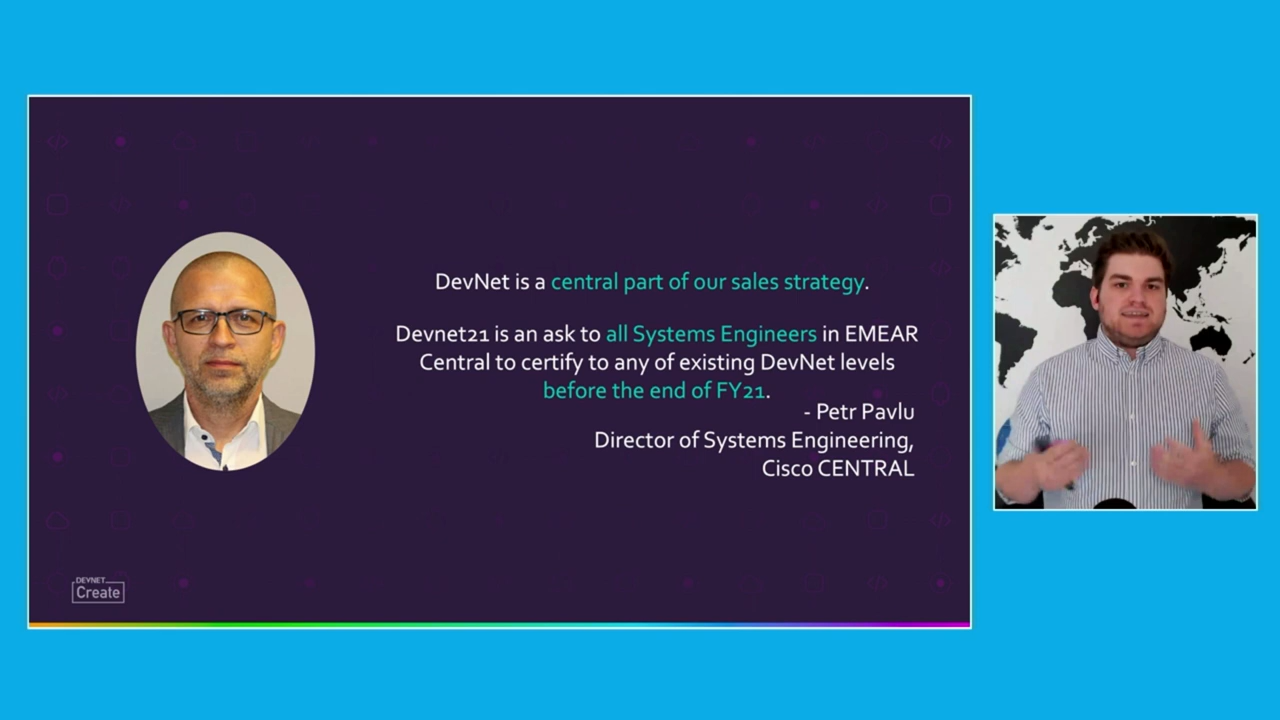 DevNet is a central part of our sales strategy.
Devnet21 is an ask to all Systems Engineers in EMEAR
Central to certify to any of existing DevNet levels
before the end of FY21.
- Petr Pavlu
Director of Systems Engineering,
Cisco CENTRAL
DEVNET
Create